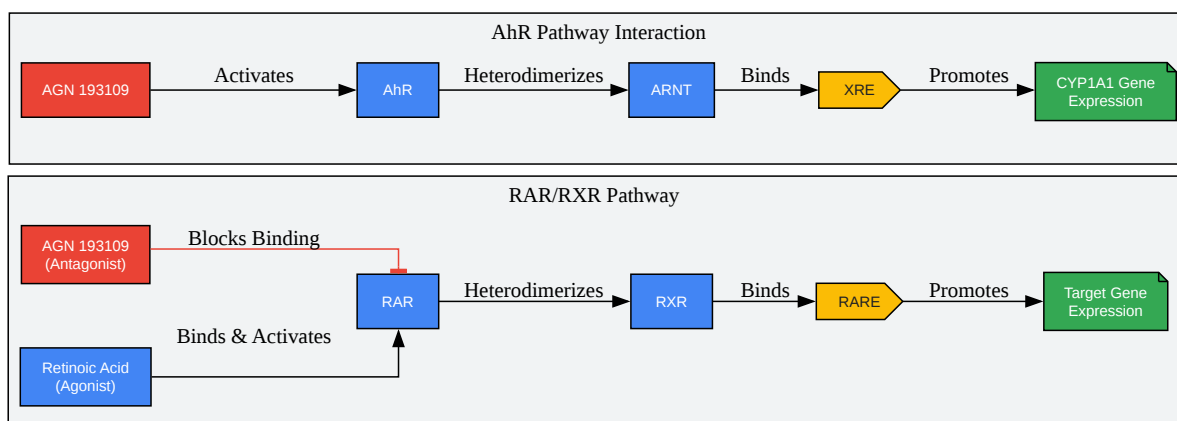 AhR Pathway Interaction
AGN 193109
Activates
AhR
Heterodimerizes
ARNT
Binds
XRE
Promotes
CYP1A1 Gene
Expression
RAR/RXR Pathway
AGN 193109
(Antagonist)
Blocks Binding
RAR
Heterodimerizes
RXR
Binds
RARE
Promotes
Target Gene
Expression
Binds & Activates
Retinoic Acid
(Agonist)